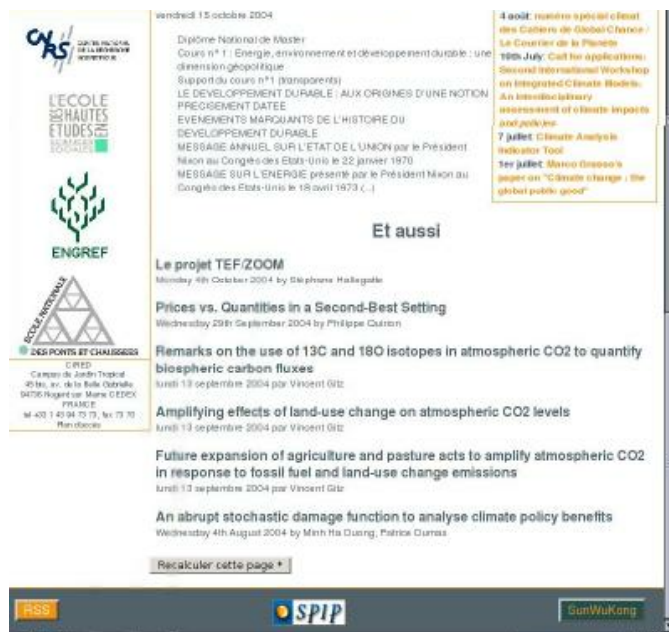 CNRS
CENTRE NATIONAL
DE LA RECHERCHE
SCIENTIFIQUE
L'ECOLE
DES HAUTES
ETUDES EN
SCIENCES
SOCIALES
ENGREF
ECOLE NATIONALE
DES PONTS ET CHAUSSEES
CIRED
Campus du Jardin Tropical
45 bis, av. de la Belle Gabrielle
94736 Nogent sur Marne CEDEX
FRANCE
tel +33 1 43 94 73 73, fax 73 70
Plan d'accès
vendredi 15 octobre 2004
Diplôme National de Master
Cours n° 1 : Energie, environnement et développement durable : une
dimension géopolitique
Support du cours n°1 (transparents)
LE DEVELOPPEMENT DURABLE : AUX ORIGINES D'UNE NOTION
PRECISEMENT DATEE
EVENEMENTS MARQUANTS DE L'HISTOIRE DU
DEVELOPPEMENT DURABLE
MESSAGE ANNUEL SUR L'ETAT DE L'UNION par le Président
Nixon au Congrès des Etats-Unis le 22 janvier 1970
MESSAGE SUR L'ENERGIE présenté par le Président Nixon au
Congrès des Etats-Unis le 18 avril 1973 (...)
4 août: numéro spécial climat
des Cahiers de Global Chance /
Le Courrier de la Planète
10th July: Call for applications:
Second International Workshop
on Integrated Climate Models:
An interdisciplinary
assessment of climate impacts
and policies
7 juillet: Climate Analysis
Indicator Tool
1er juillet: Marco Grasso's
paper on "Climate change : the
global public good"
Et aussi
Le projet TEF/ZOOM
Monday 4th October 2004 by Stéphane Hallegatte
Prices vs. Quantities in a Second-Best Setting
Wednesday 29th September 2004 by Philippe Quirion
Remarks on the use of 13C and 18O isotopes in atmospheric CO2 to quantify
biospheric carbon fluxes
lundi 13 septembre 2004 par Vincent Gitz
Amplifying effects of land-use change on atmospheric CO2 levels
lundi 13 septembre 2004 par Vincent Gitz
Future expansion of agriculture and pasture acts to amplify atmospheric CO2
in response to fossil fuel and land-use change emissions
lundi 13 septembre 2004 par Vincent Gitz
An abrupt stochastic damage function to analyse climate policy benefits
Wednesday 4th August 2004 by Minh Ha Duong, Patrice Dumas
Recalculer cette page *
RSS
SPIP
SunWuKong